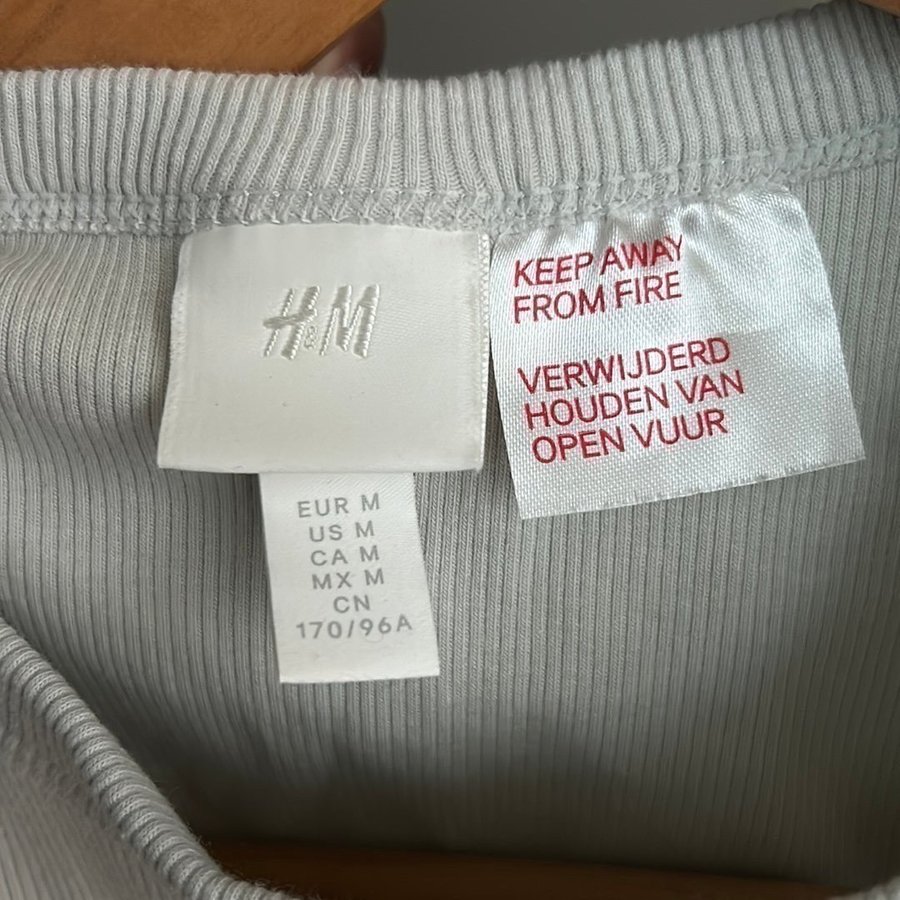 H&M
EUR M
US M
CA M
MX M
CN
170/96A
KEEP AWAY
FROM FIRE
VERWIJDERD
HOUDEN VAN
OPEN VUUR